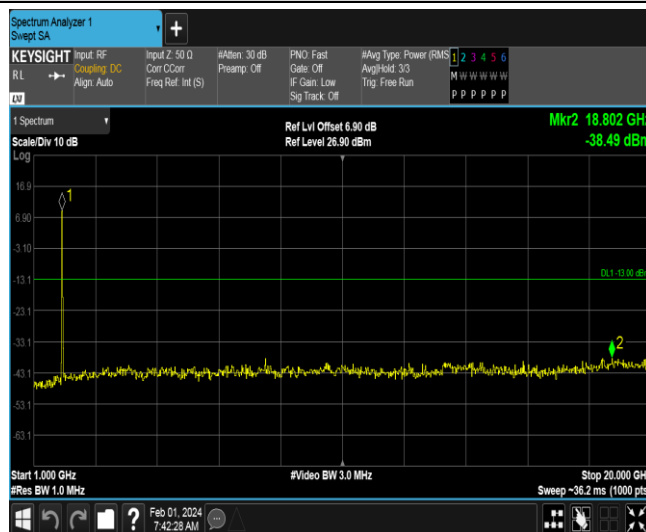 Spectrum Analyzer 1
Swept SA
+
KEYSIGHT
RL
LXI
Input: RF
Coupling: DC
Align: Auto
Input Z: 50 Ω
Corr CCorr
Freq Ref: Int (S)
#Atten: 30 dB
Preamp: Off
PNO: Fast
Gate: Off
IF Gain: Low
Sig Track: Off
#Avg Type: Power (RMS
Avg|Hold: 3/3
Trig: Free Run
1 2 3 4 5 6
M W W W W W
P P P P P P
1 Spectrum
Scale/Div 10 dB
Ref Lvl Offset 6.90 dB
Ref Level 26.90 dBm
Mkr2 18.802 GHz
-38.49 dBm
Log
16.9
6.90
-3.10
-13.1
-23.1
-33.1
-43.1
-53.1
-63.1
1
DL1 -13.00 dBm
2
Start 1.000 GHz
#Res BW 1.0 MHz
#Video BW 3.0 MHz
Stop 20.000 GHz
Sweep ~36.2 ms (1000 pts)
?
Feb 01, 2024
7:42:28 AM